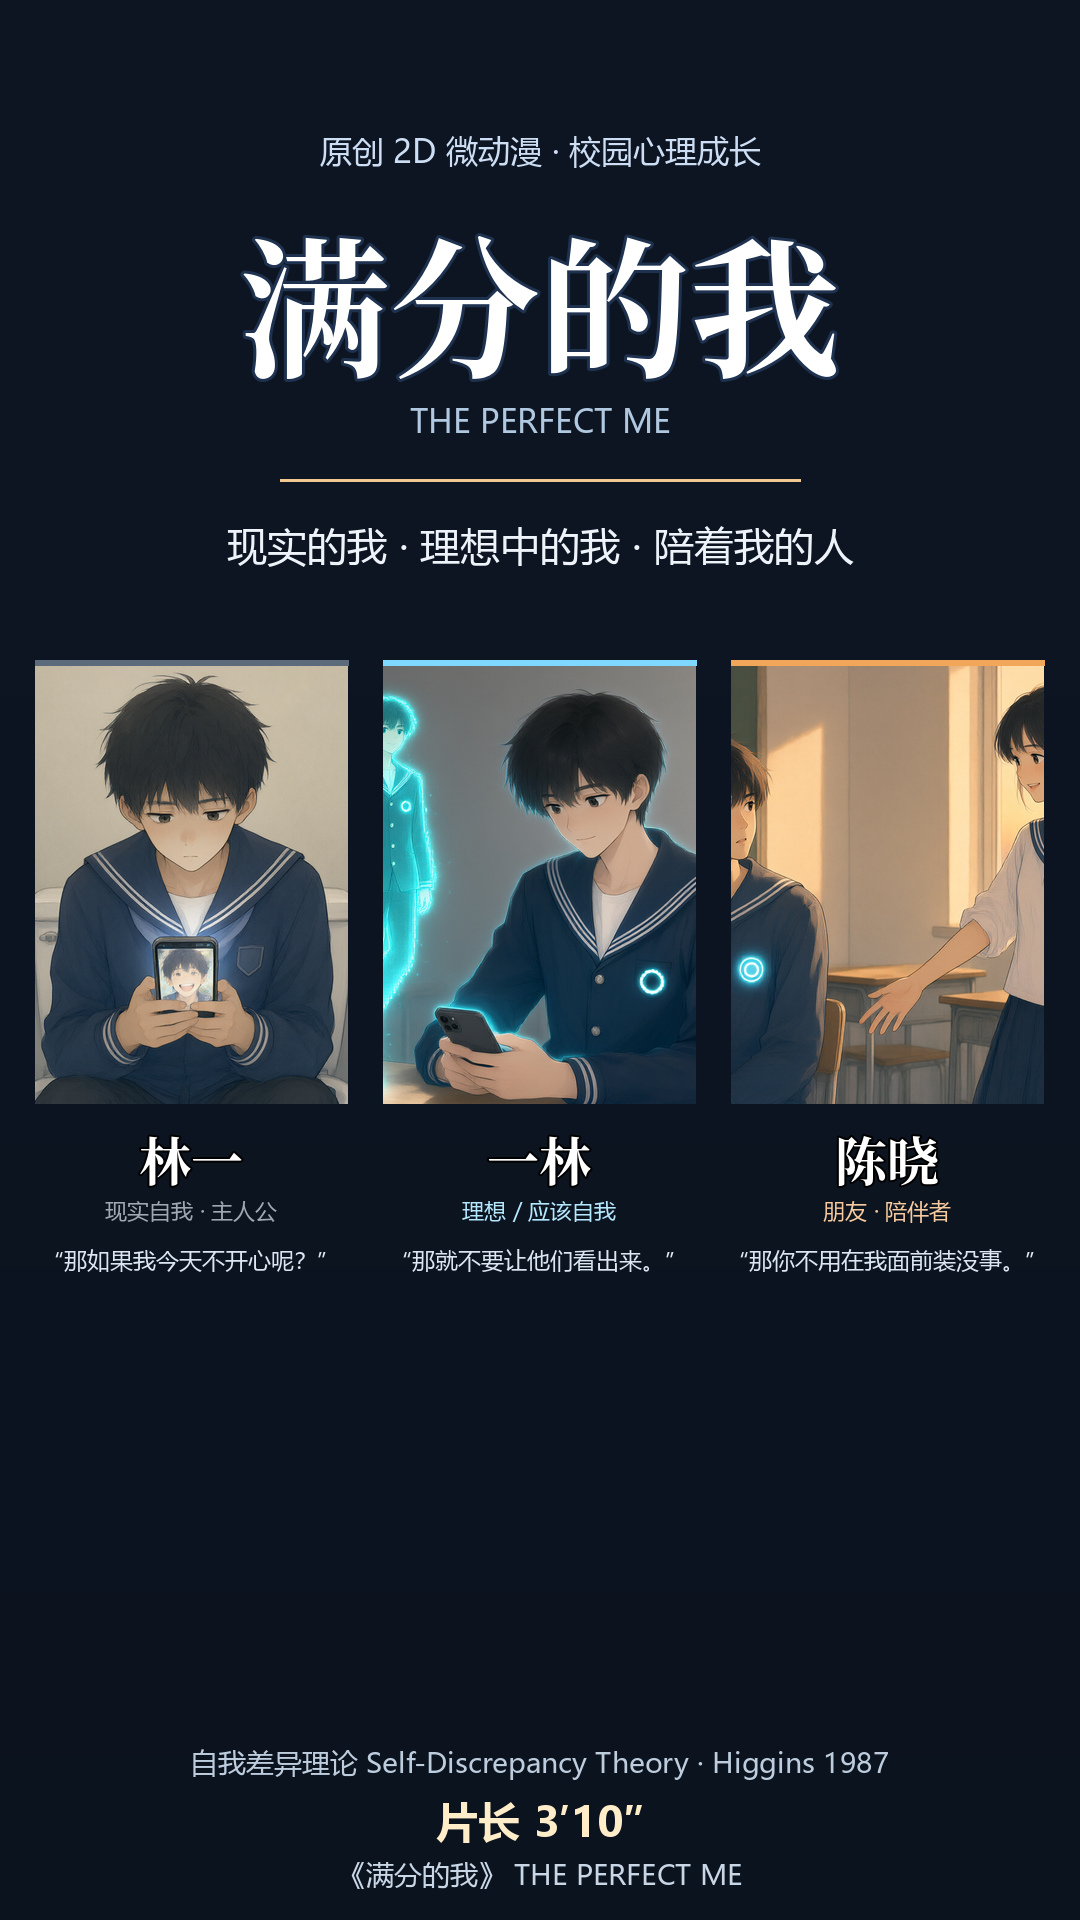 原创 2D 微动漫 · 校园心理成长
满分的我
THE PERFECT ME
现实的我 · 理想中的我 · 陪着我的人
林一
现实自我 · 主人公
“那如果我今天不开心呢？”
一林
理想 / 应该自我
“那就不要让他们看出来。”
陈晓
朋友 · 陪伴者
“那你不用在我面前装没事。”
自我差异理论 Self-Discrepancy Theory · Higgins 1987
片长 3′10″
《满分的我》 THE PERFECT ME